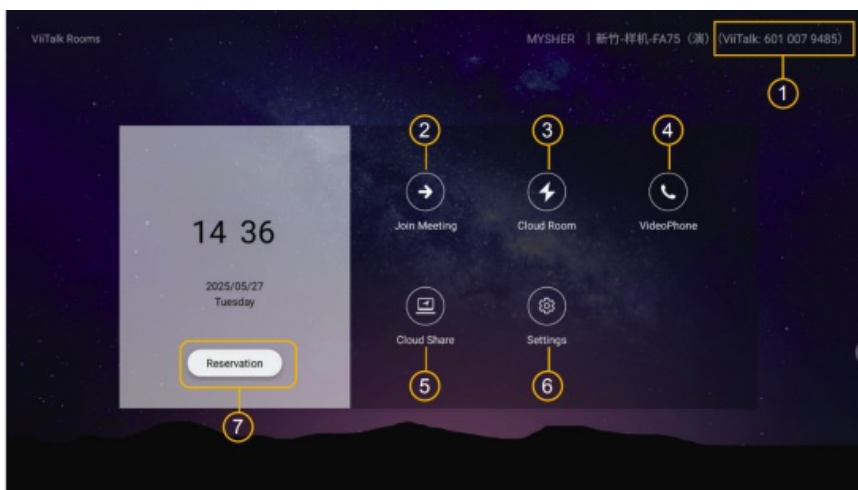 ViiTalk Rooms
MYSHER | 新竹-样机-FA75（演）(ViiTalk: 601 007 9485)
1
2
3
4
Join Meeting
Cloud Room
VideoPhone
14 36
2025/05/27
Tuesday
Cloud Share
Settings
Reservation
5
6
7